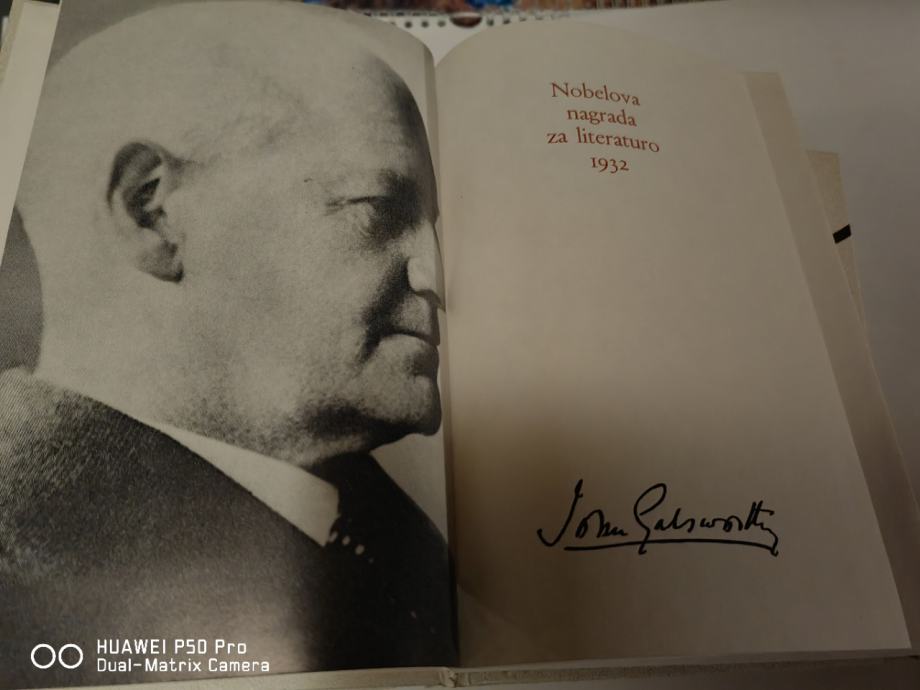 Nobelova
nagrada
za literaturo
1932
John Galsworthy
HUAWEI P50 Pro
Dual-Matrix Camera